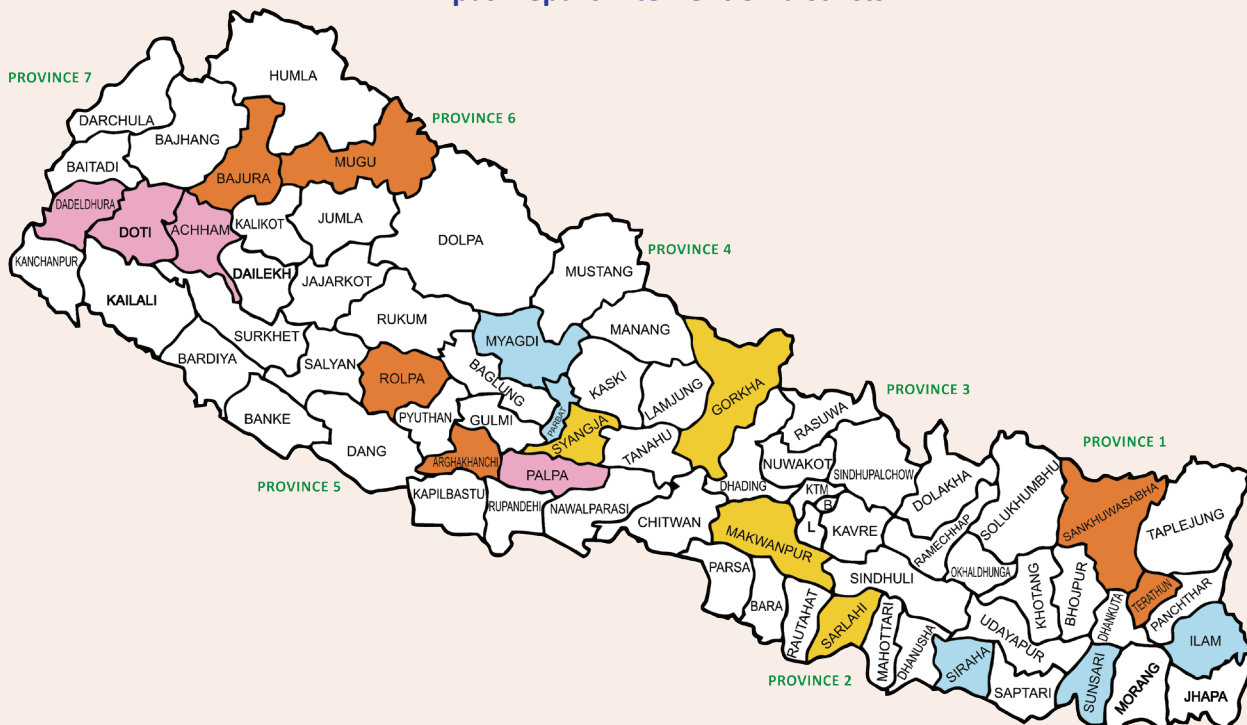 HUMLA
PROVINCE 7
DARCHULA
PROVINCE 6
BAJHANG
BAITADI
MUGU
BAJURA
DADELDHURA
DOTI
ACHHAM
KALIKOT
JUMLA
DOLPA
PROVINCE 4
KANCHANPUR
DAILEKH
MUSTANG
JAJARKOT
KAILALI
RUKUM
MANANG
SURKHET
MYAGDI
BARDIYA
SALYAN
ROLPA
BAGLUNG
KASKI
LAMJUNG
GORKHA
PROVINCE 3
BANKE
PYUTHAN
GULMI
PARBAT
SYANGJA
RASUWA
PROVINCE 1
DANG
ARGHAKHANCHI
PALPA
TANAHU
NUWAKOT
SINDHUPALCHOW
DOLAKHA
SOLUKHUMBHU
SANKHUWASABHA
TAPLEJUNG
PROVINCE 5
KAPILBASTU
RUPANDEHI
NAWALPARASI
DHADING
KTM
B
L
KAVRE
RAMECHHAP
CHITWAN
MAKWANPUR
PARSA
BARA
RAUTAHAT
SARLAHI
SINDHULI
OKHALDHUNGA
KHOTANG
BHOJPUR
DHANKUTA
TERATHUN
PANCHTHAR
MAHOTTARI
DHANUSHA
UDAYAPUR
ILAM
PROVINCE 2
SIRAHA
SAPTARI
SUNSARI
MORANG
JHAPA